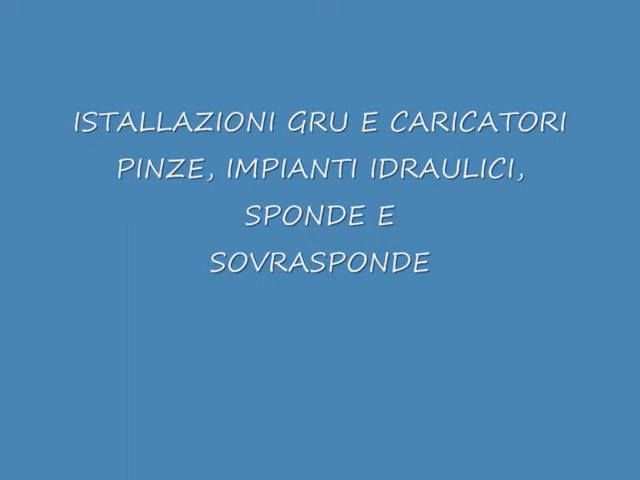 ISTALLAZIONI GRU E CARICATORI
PINZE, IMPIANTI IDRAULICI,
SPONDE E
SOVRASPONDE